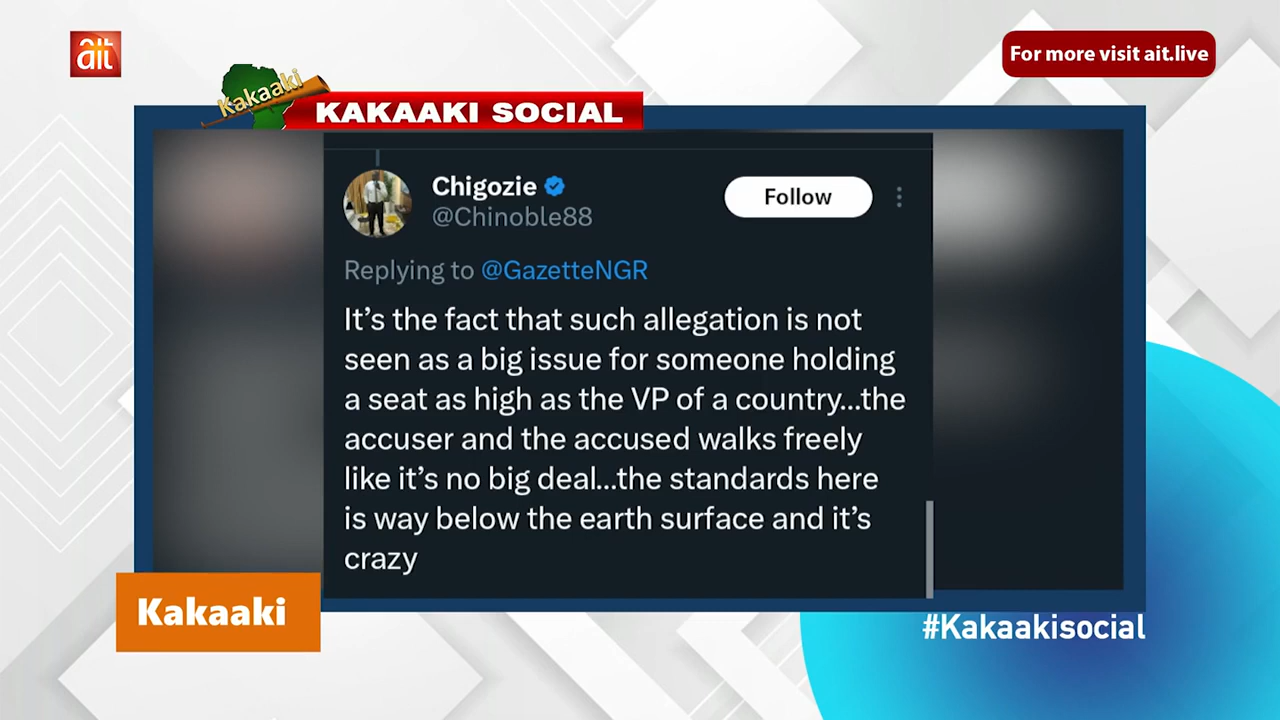 ait
For more visit ait.live
Kakaaki
KAKAAKI SOCIAL
Chigozie
Follow
@Chinoble88
Replying to @GazetteNGR
It’s the fact that such allegation is not
seen as a big issue for someone holding
a seat as high as the VP of a country...the
accuser and the accused walks freely
like it’s no big deal...the standards here
is way below the earth surface and it’s
crazy
Kakaaki
#Kakaakisocial